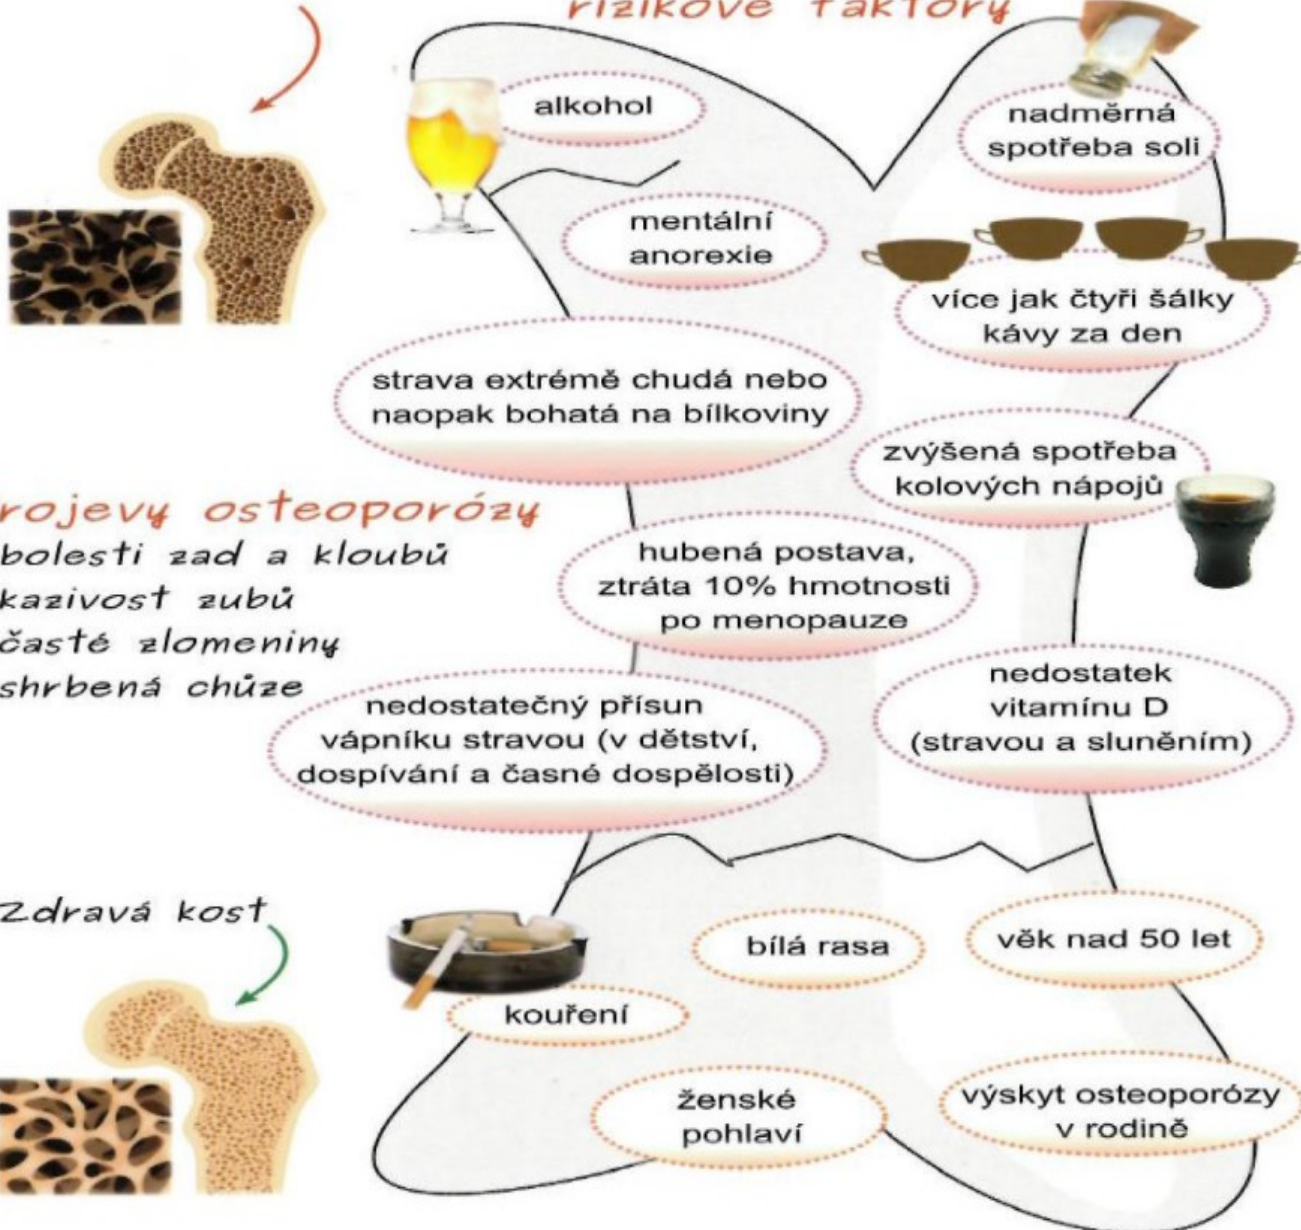 rizikové faktory
alkohol
nadměrná
spotřeba soli
mentální
anorexie
více jak čtyři šálky
kávy za den
strava extrémě chudá nebo
naopak bohatá na bílkoviny
zvýšená spotřeba
kolových nápojů
rojevy osteoporózy
bolesti zad a kloubů
kazivost zubů
časté zlomeniny
shrbená chůze
hubená postava,
ztráta 10% hmotnosti
po menopauze
nedostatek
vitamínu D
(stravou a sluněním)
nedostatečný přísun
vápníku stravou (v dětství,
dospívání a časné dospělosti)
Zdravá kost
bílá rasa
věk nad 50 let
kouření
ženské
pohlaví
výskyt osteoporózy
v rodině